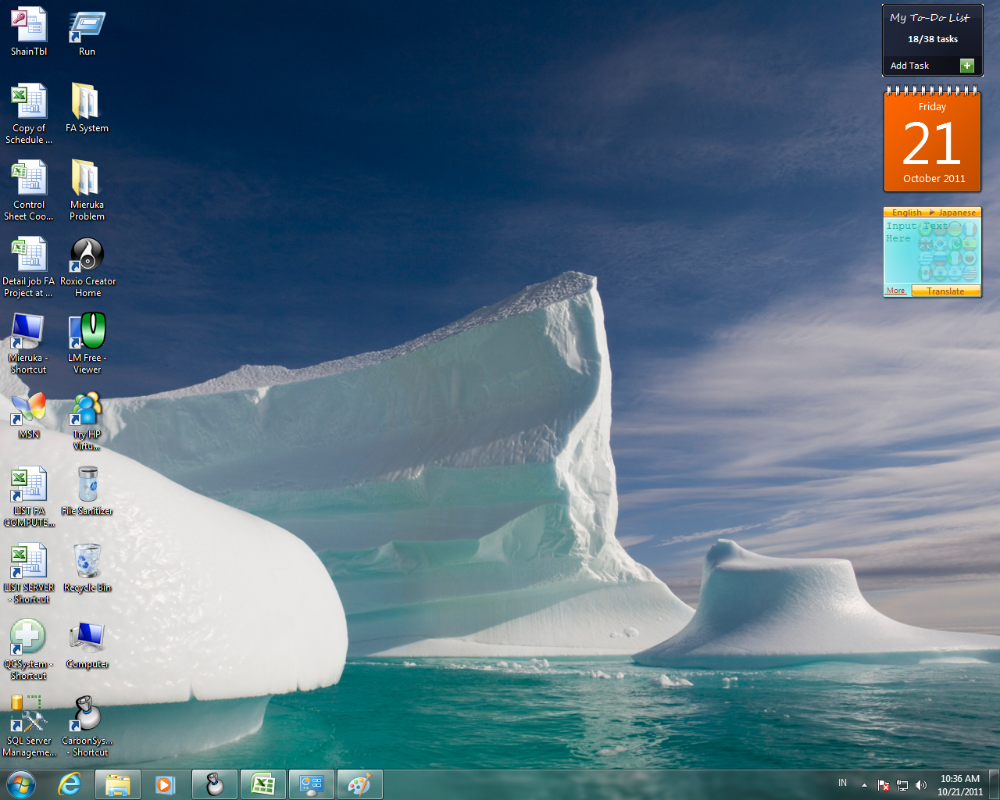 ShainTbl
Run
Copy of
Schedule ...
FA System
Control
Sheet Coo...
Mieruka
Problem
Detail job FA
Project at ...
Roxio Creator
Home
Mieruka -
Shortcut
LM Free -
Viewer
MSN
Try HP
Virtu...
LIST FA
COMPUTE...
File Sanitizer
LIST SERVER
- Shortcut
Recycle Bin
QCSystem -
Shortcut
Computer
SQL Server
Manageme...
CarbonSys...
- Shortcut
My To-Do List
18/38 tasks
Add Task
Friday
21
October 2011
English ► Japanese
Input Text
Here
More
Translate
IN
10:36 AM
10/21/2011